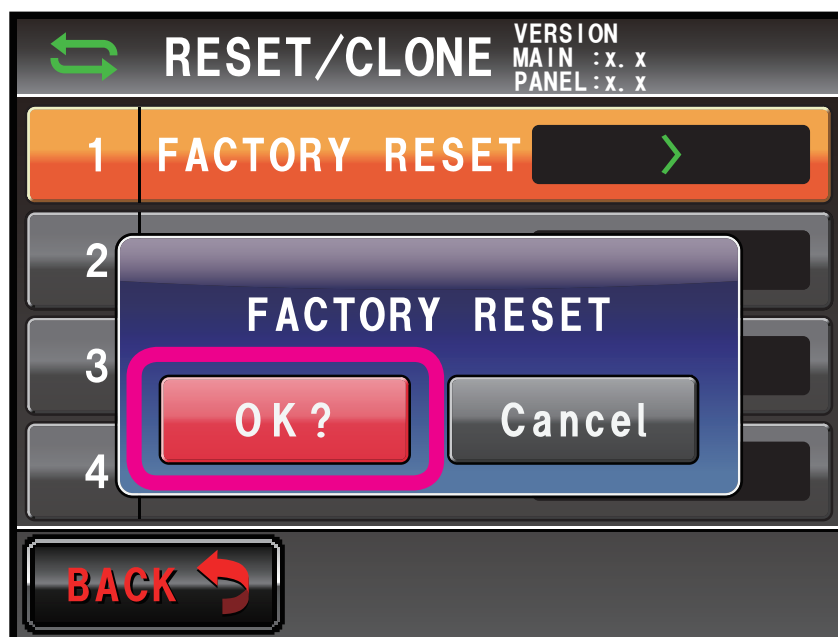 RESET/CLONE
VERSION
MAIN :x. x
PANEL:x. x
1 FACTORY RESET
2
FACTORY RESET
3
OK? Cancel
4
BACK